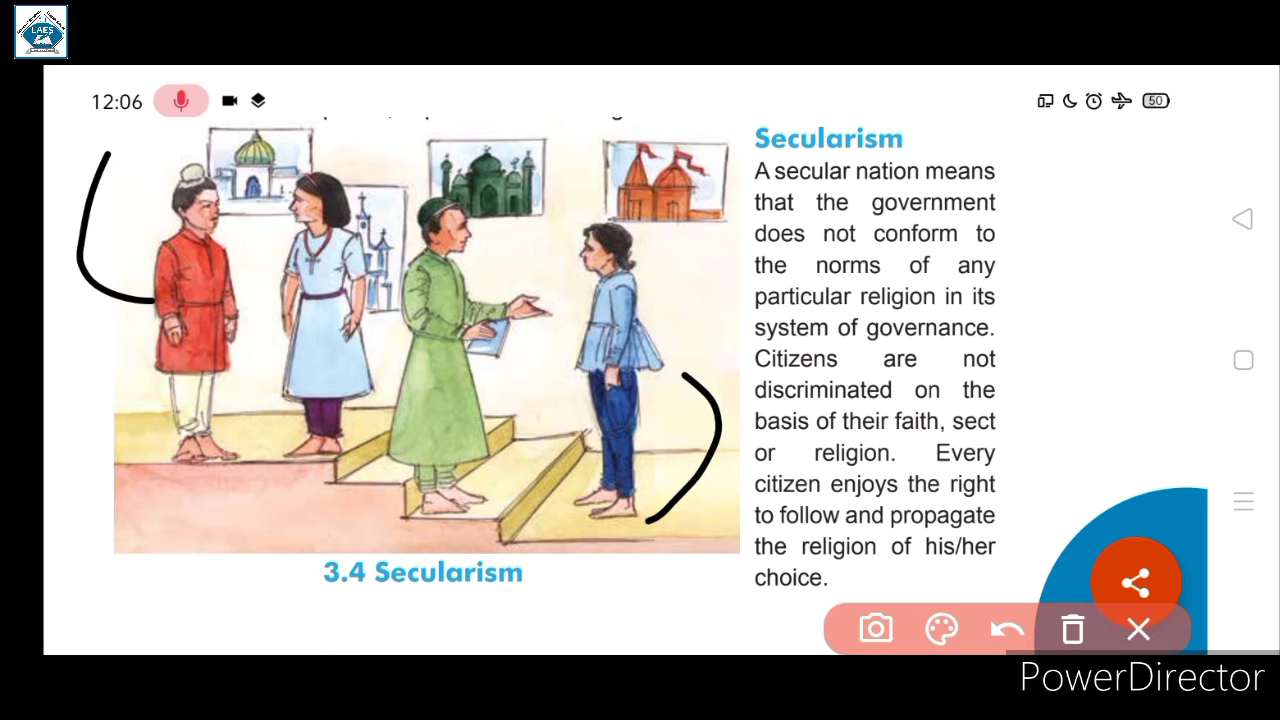 LAES
12:06
50
Secularism
A secular nation means
that the government
does not conform to
the norms of any
particular religion in its
system of governance.
Citizens are not
discriminated on the
basis of their faith, sect
or religion. Every
citizen enjoys the right
to follow and propagate
the religion of his/her
choice.
3.4 Secularism
PowerDirector